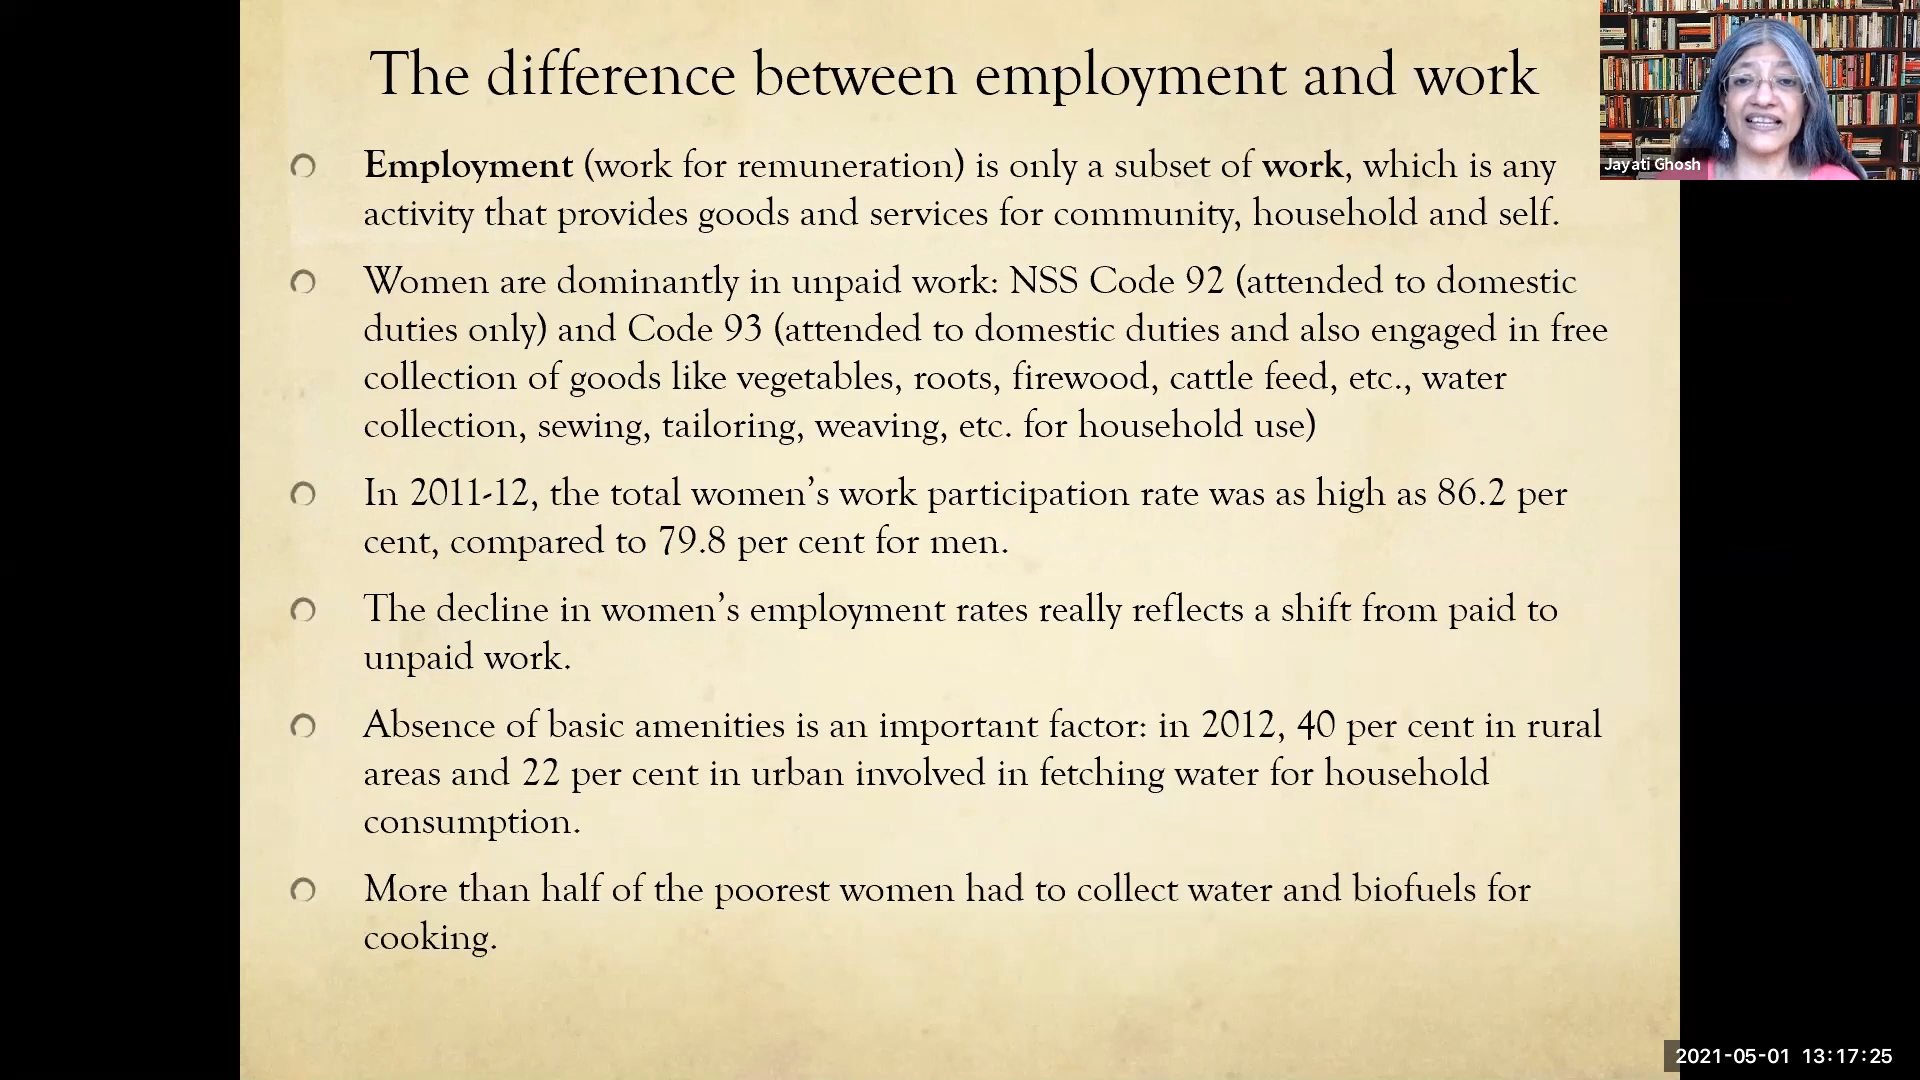 The difference between employment and work
Jayati Ghosh
Employment (work for remuneration) is only a subset of work, which is any
activity that provides goods and services for community, household and self.
Women are dominantly in unpaid work: NSS Code 92 (attended to domestic
duties only) and Code 93 (attended to domestic duties and also engaged in free
collection of goods like vegetables, roots, firewood, cattle feed, etc., water
collection, sewing, tailoring, weaving, etc. for household use)
In 2011-12, the total women's work participation rate was as high as 86.2 per
cent, compared to 79.8 per cent for men.
The decline in women's employment rates really reflects a shift from paid to
unpaid work.
Absence of basic amenities is an important factor: in 2012, 40 per cent in rural
areas and 22 per cent in urban involved in fetching water for household
consumption.
More than half of the poorest women had to collect water and biofuels for
cooking.
2021-05-01 13:17:25